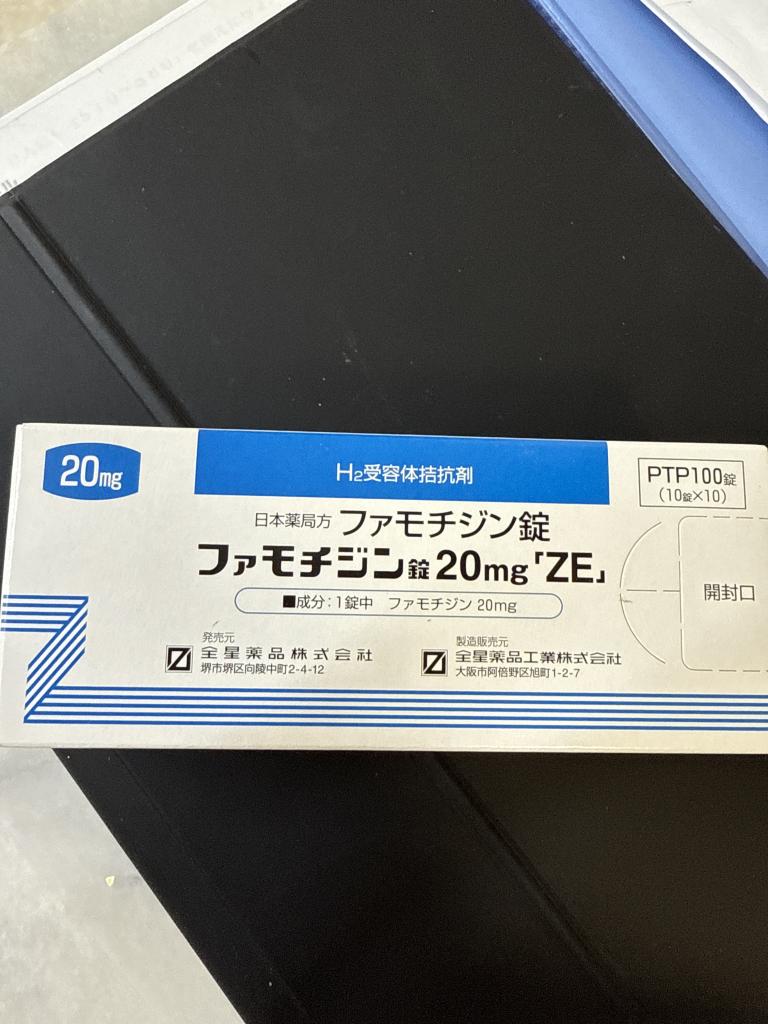 20mg
H₂受容体拮抗剤
PTP100錠
(10錠×10)
日本薬局方 ファモチジン錠
ファモチジン錠20mg「ZE」
■成分:1錠中 ファモチジン 20mg
開封口
発売元
全星薬品株式会社
堺市堺区向陵中町2-4-12
製造販売元
全星薬品工業株式会社
大阪市阿倍野区旭町1-2-7